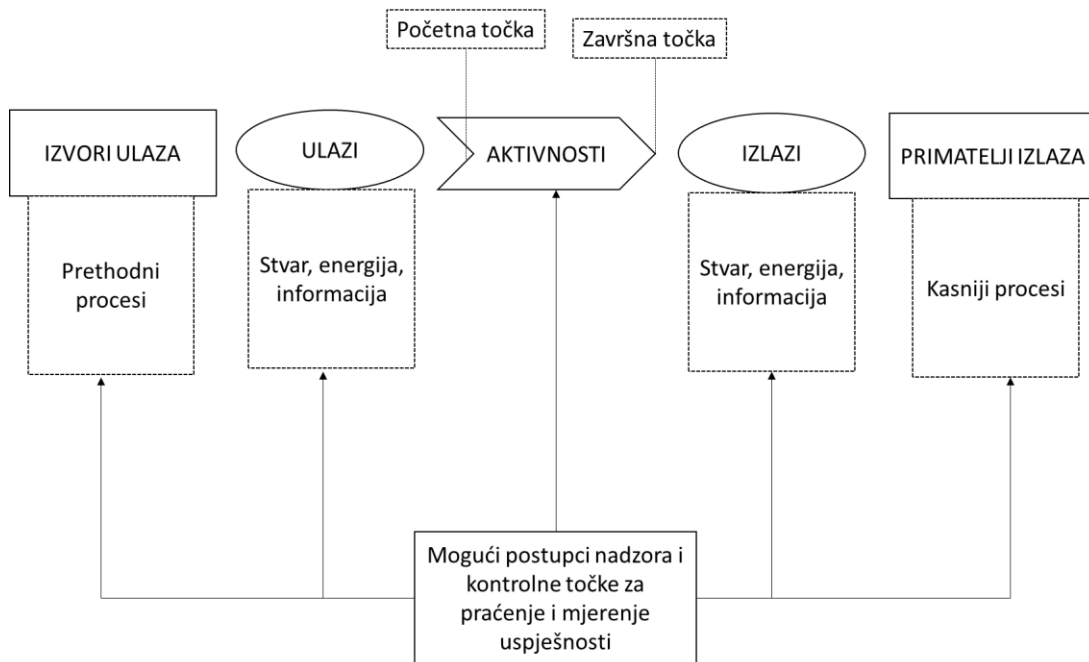 Početna točka
Završna točka
IZVORI ULAZA
ULAZI
AKTIVNOSTI
IZLAZI
PRIMATELJI IZLAZA
Prethodni
procesi
Stvar, energija,
informacija
Stvar, energija,
informacija
Kasniji procesi
Mogući postupci nadzora i
kontrolne točke za
praćenje i mjerenje
uspješnosti